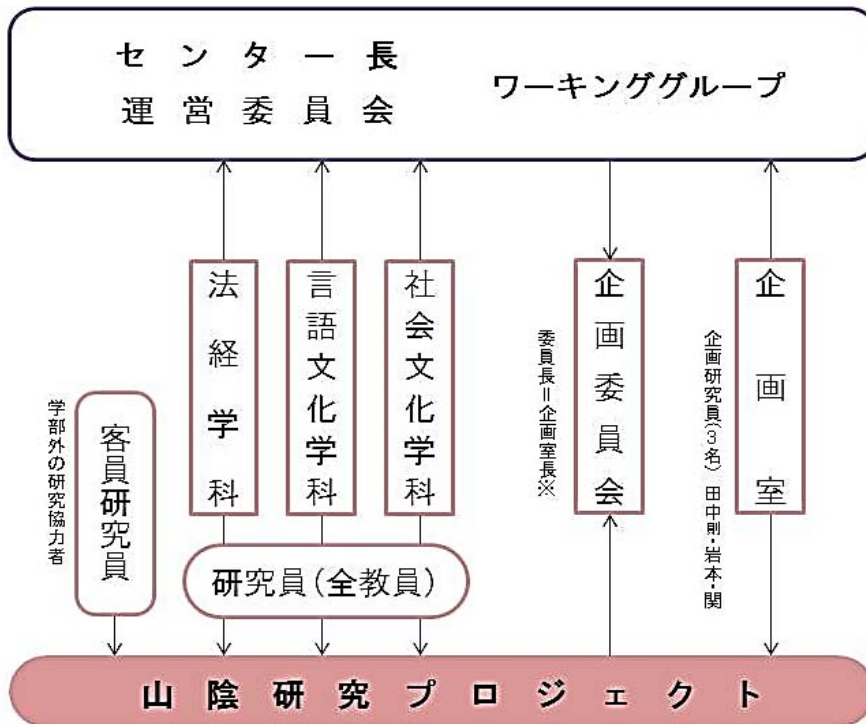 センター長
運営委員会
ワーキンググループ
法経学科
言語文化学科
社会文化学科
企画委員会
委員長＝企画室長※
企画室
企画研究員(３名) 田中則・岩本・関
客員研究員
学部外の研究協力者
研究員(全教員)
山陰研究プロジェクト